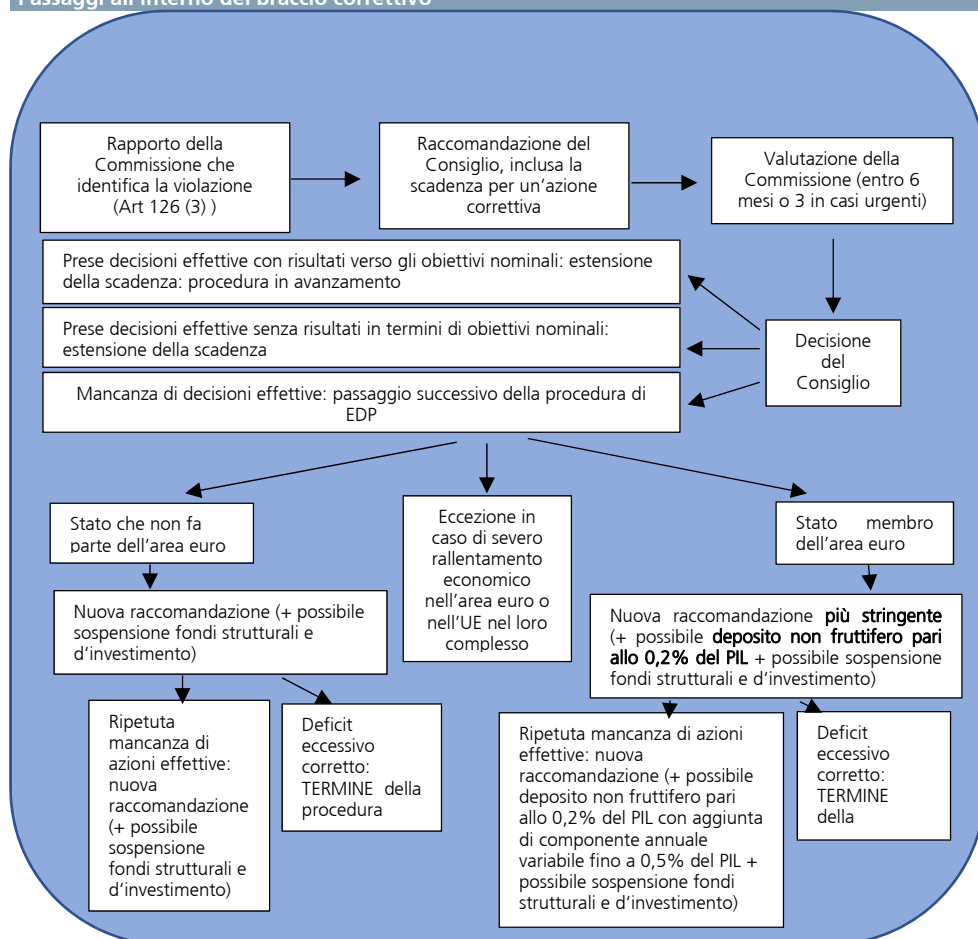 Passaggi all'interno del braccio correttivo
Rapporto della
Commissione che
identifica la violazione
(Art 126 (3) )
Raccomandazione del
Consiglio, inclusa la
scadenza per un'azione
correttiva
Valutazione della
Commissione (entro 6
mesi o 3 in casi urgenti)
Prese decisioni effettive con risultati verso gli obiettivi nominali: estensione
della scadenza: procedura in avanzamento
Prese decisioni effettive senza risultati in termini di obiettivi nominali:
estensione della scadenza
Mancanza di decisioni effettive: passaggio successivo della procedura di
EDP
Decisione
del
Consiglio
Stato che non fa
parte dell'area euro
Eccezione in
caso di severo
rallentamento
economico
nell'area euro o
nell'UE nel loro
complesso
Stato membro
dell'area euro
Nuova raccomandazione (+ possibile
sospensione fondi strutturali e
d'investimento)
Nuova raccomandazione più stringente
(+ possibile deposito non fruttifero pari
allo 0,2% del PIL + possibile sospensione
fondi strutturali e d'investimento)
Ripetuta
mancanza di
azioni effettive:
nuova
raccomandazione
(+ possibile
sospensione
fondi strutturali e
d'investimento)
Deficit
eccessivo
corretto:
TERMINE della
procedura
Ripetuta mancanza di azioni
effettive: nuova
raccomandazione (+ possibile
deposito non fruttifero pari
allo 0,2% del PIL con aggiunta
di componente annuale
variabile fino a 0,5% del PIL +
possibile sospensione fondi
strutturali e d'investimento)
Deficit
eccessivo
corretto:
TERMINE
della